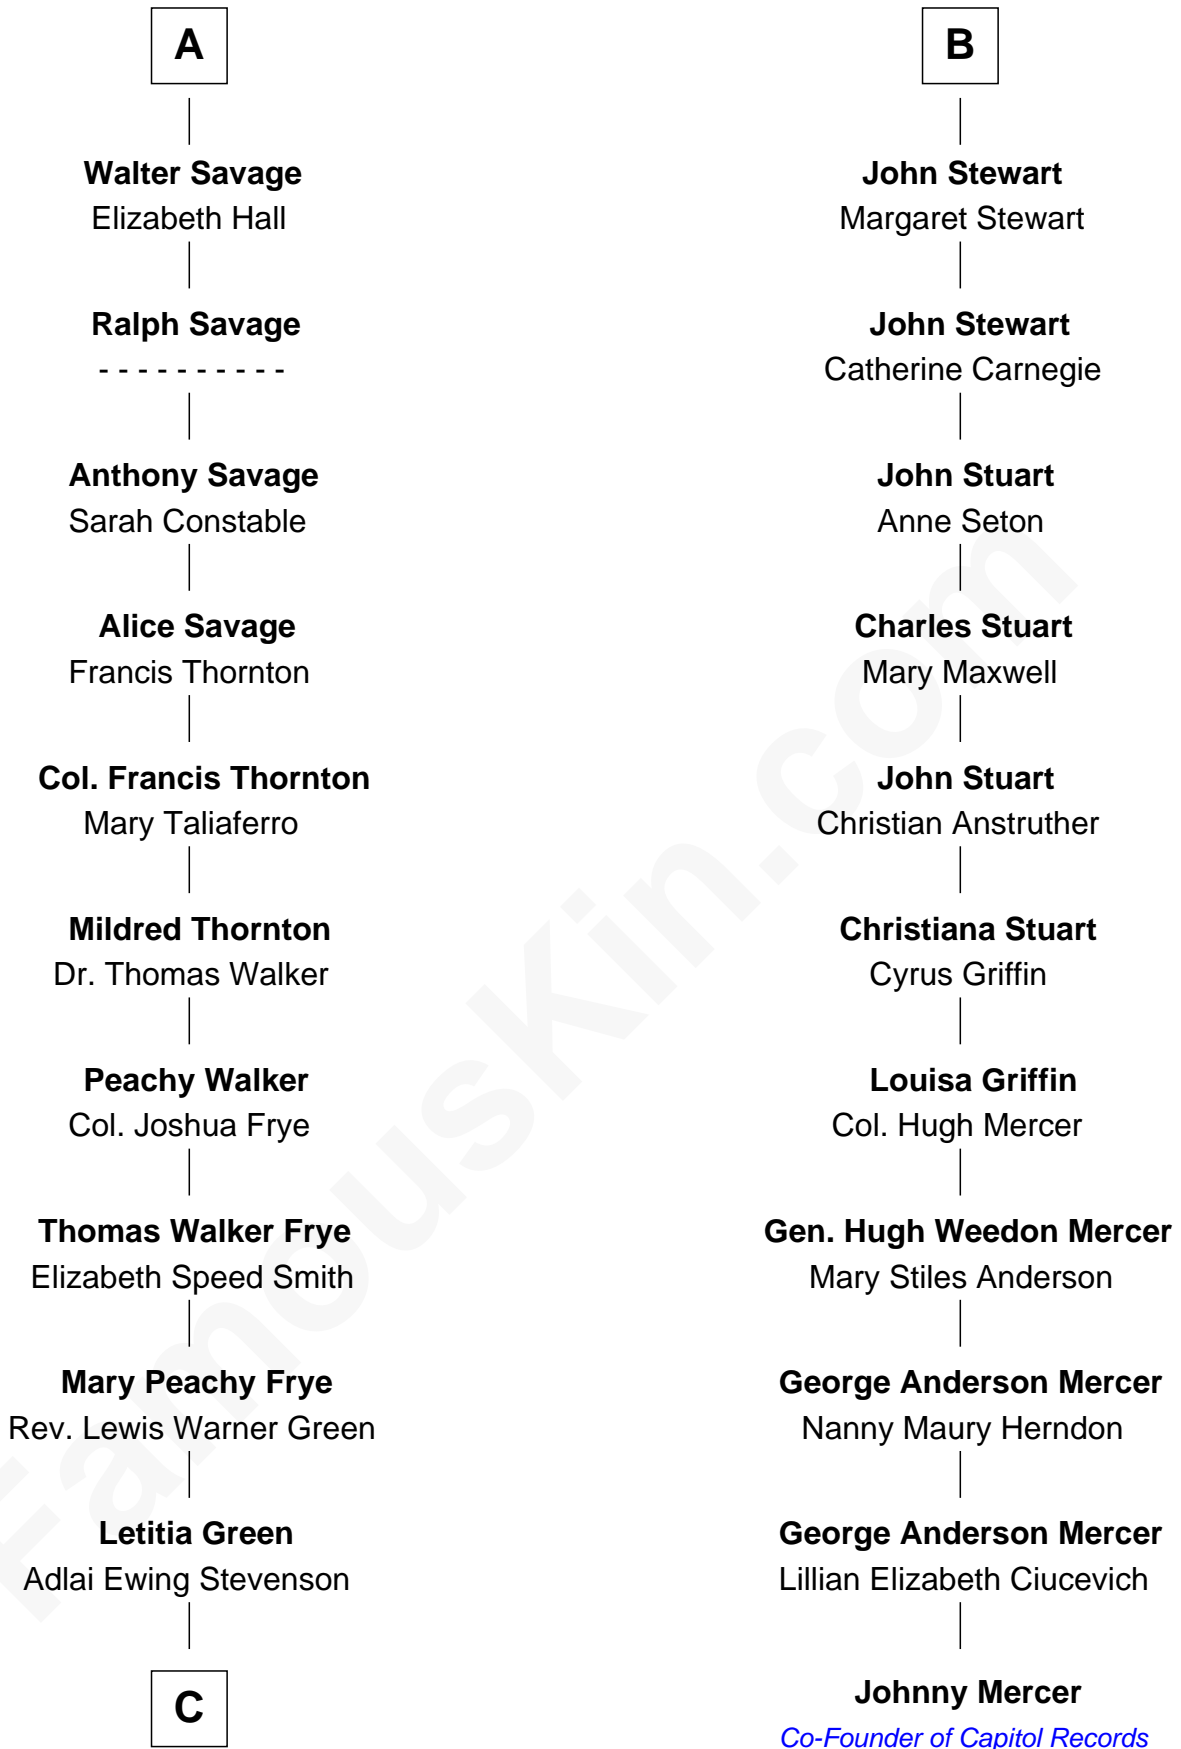 A
Walter Savage
Elizabeth Hall
Ralph Savage
- - - - - - - - - -
Anthony Savage
Sarah Constable
Alice Savage
Francis Thornton
Col. Francis Thornton
Mary Taliaferro
Mildred Thornton
Dr. Thomas Walker
Peachy Walker
Col. Joshua Frye
Thomas Walker Frye
Elizabeth Speed Smith
Mary Peachy Frye
Rev. Lewis Warner Green
Letitia Green
Adlai Ewing Stevenson
C
B
John Stewart
Margaret Stewart
John Stewart
Catherine Carnegie
John Stuart
Anne Seton
Charles Stuart
Mary Maxwell
John Stuart
Christian Anstruther
Christiana Stuart
Cyrus Griffin
Louisa Griffin
Col. Hugh Mercer
Gen. Hugh Weedon Mercer
Mary Stiles Anderson
George Anderson Mercer
Nanny Maury Herndon
George Anderson Mercer
Lillian Elizabeth Ciucevich
Johnny Mercer
Co-Founder of Capitol Records
FamousKin.com